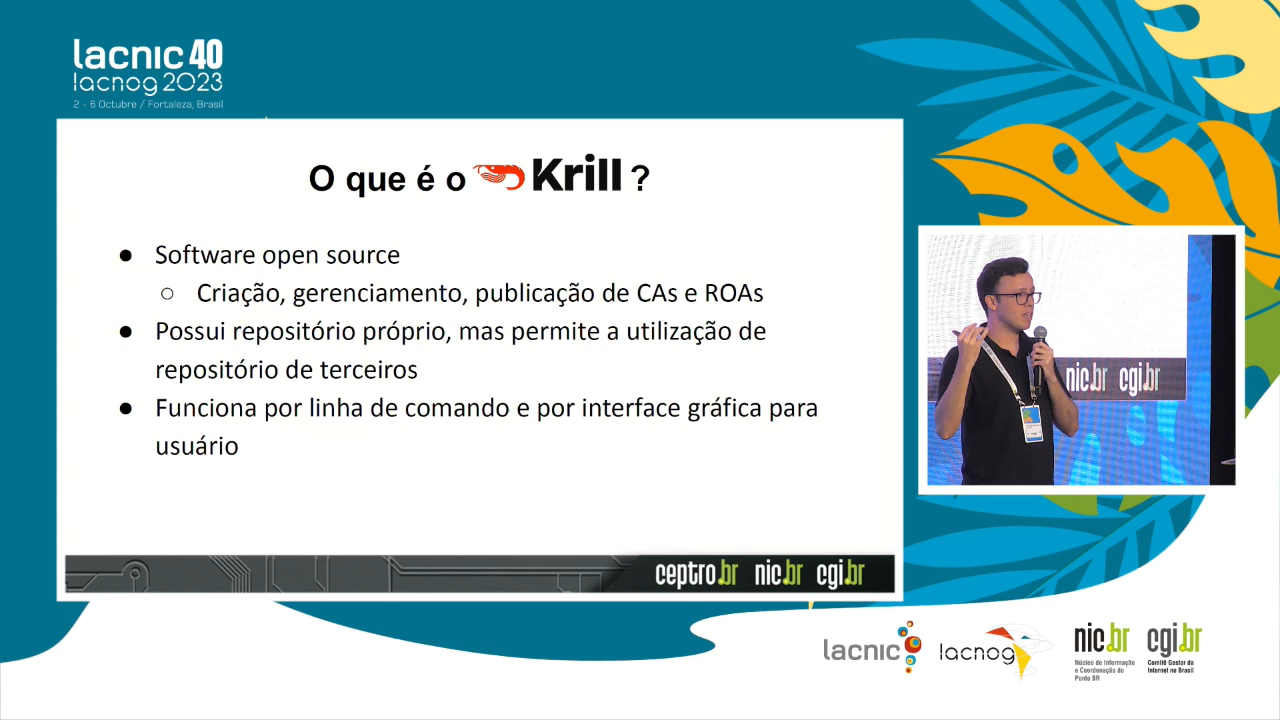 lacnic 40
lacnog 2023
2 - 6 Octubre / Fortaleza, Brasil
O que é o Krill ?
● Software open source
○ Criação, gerenciamento, publicação de CAs e ROAs
● Possui repositório próprio, mas permite a utilização de
repositório de terceiros
● Funciona por linha de comando e por interface gráfica para
usuário
nic.br cgi.br
ceptro.br nic.br cgi.br
lacnic lacnog nic.br cgi.br
Núcleo de Informação
e Coordenação do
Ponto BR
Comitê Gestor da
Internet no Brasil